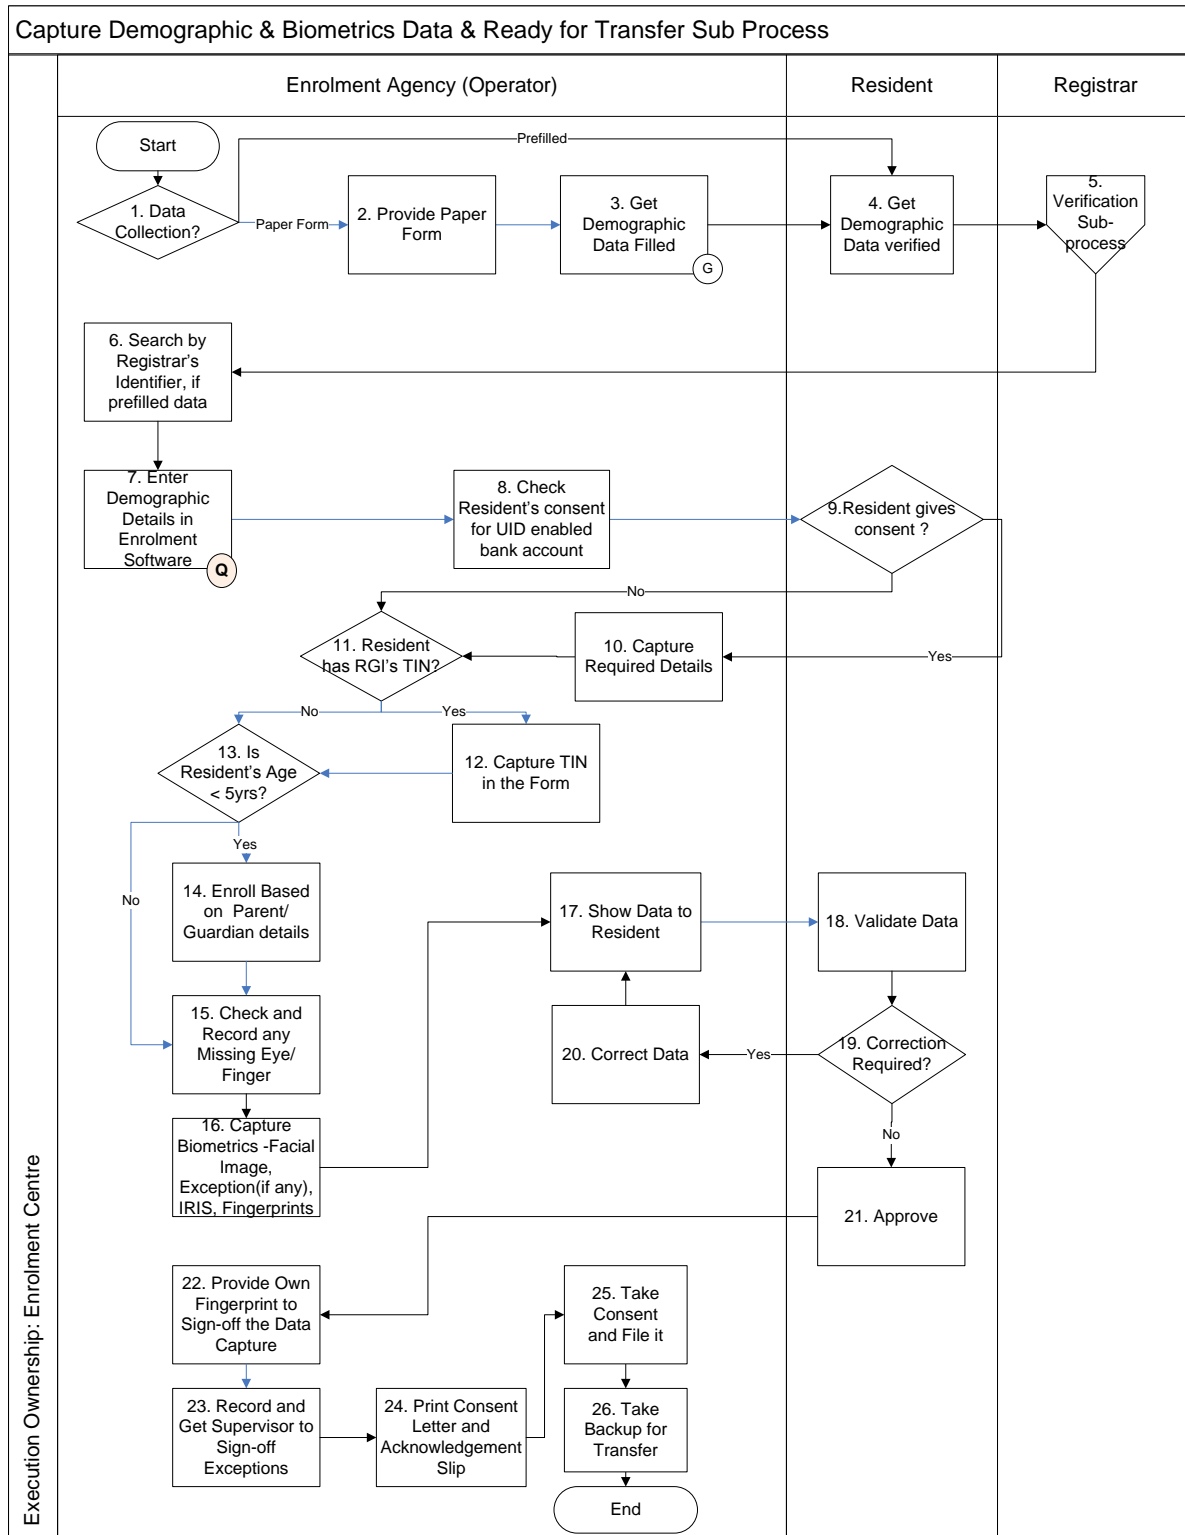 Capture Demographic & Biometrics Data & Ready for Transfer Sub Process
Execution Ownership: Enrolment Centre
Enrolment Agency (Operator)
Resident
Registrar
Start
Prefilled
1. Data
Collection?
Paper Form
2. Provide Paper
Form
3. Get
Demographic
Data Filled
G
4. Get
Demographic
Data verified
5.
Verification
Sub-
process
6. Search by
Registrar's
Identifier, if
prefilled data
7. Enter
Demographic
Details in
Enrolment
Software
Q
8. Check
Resident's consent
for UID enabled
bank account
9.Resident gives
consent ?
No
Yes
10. Capture
Required Details
11. Resident
has RGI's TIN?
No
Yes
12. Capture TIN
in the Form
13. Is
Resident's Age
< 5yrs?
Yes
No
14. Enroll Based
on Parent/
Guardian details
15. Check and
Record any
Missing Eye/
Finger
16. Capture
Biometrics -Facial
Image,
Exception(if any),
IRIS, Fingerprints
17. Show Data to
Resident
18. Validate Data
19. Correction
Required?
Yes
20. Correct Data
No
21. Approve
22. Provide Own
Fingerprint to
Sign-off the Data
Capture
23. Record and
Get Supervisor to
Sign-off
Exceptions
24. Print Consent
Letter and
Acknowledgement
Slip
25. Take
Consent
and File it
26. Take
Backup for
Transfer
End